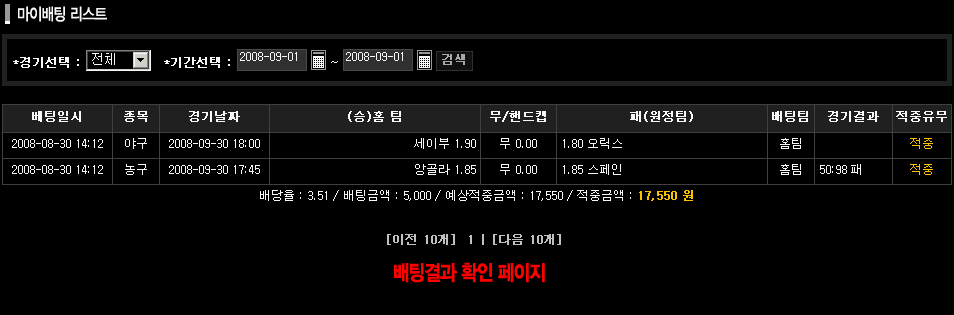 마이배팅 리스트
*경기선택 : 전체 *기간선택 : 2008-09-01 ~ 2008-09-01 검색
베팅일시 종목 경기날짜 (승)홈 팀 무/핸드캡 패(원정팀) 배팅팀 경기결과 적중유무
2008-08-30 14:12 야구 2008-09-30 18:00 세이부 1.90 무 0.00 1.80 오릭스 홈팀 적중
2008-08-30 14:12 농구 2008-09-30 17:45 앙골라 1.85 무 0.00 1.85 스페인 홈팀 50:98 패 적중
배당율 : 3.51 / 배팅금액 : 5,000 / 예상적중금액 : 17,550 / 적중금액 : 17,550 원
[이전 10개] 1 | [다음 10개]
배팅결과 확인 페이지